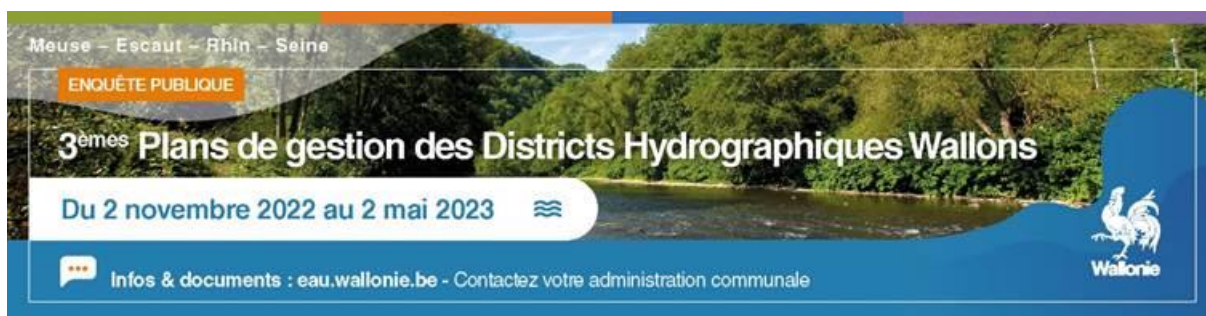 Meuse – Escaut – Rhin – Seine
ENQUÊTE PUBLIQUE
3èmes Plans de gestion des Districts Hydrographiques Wallons
Du 2 novembre 2022 au 2 mai 2023
Infos & documents : eau.wallonie.be - Contactez votre administration communale
Wallonie